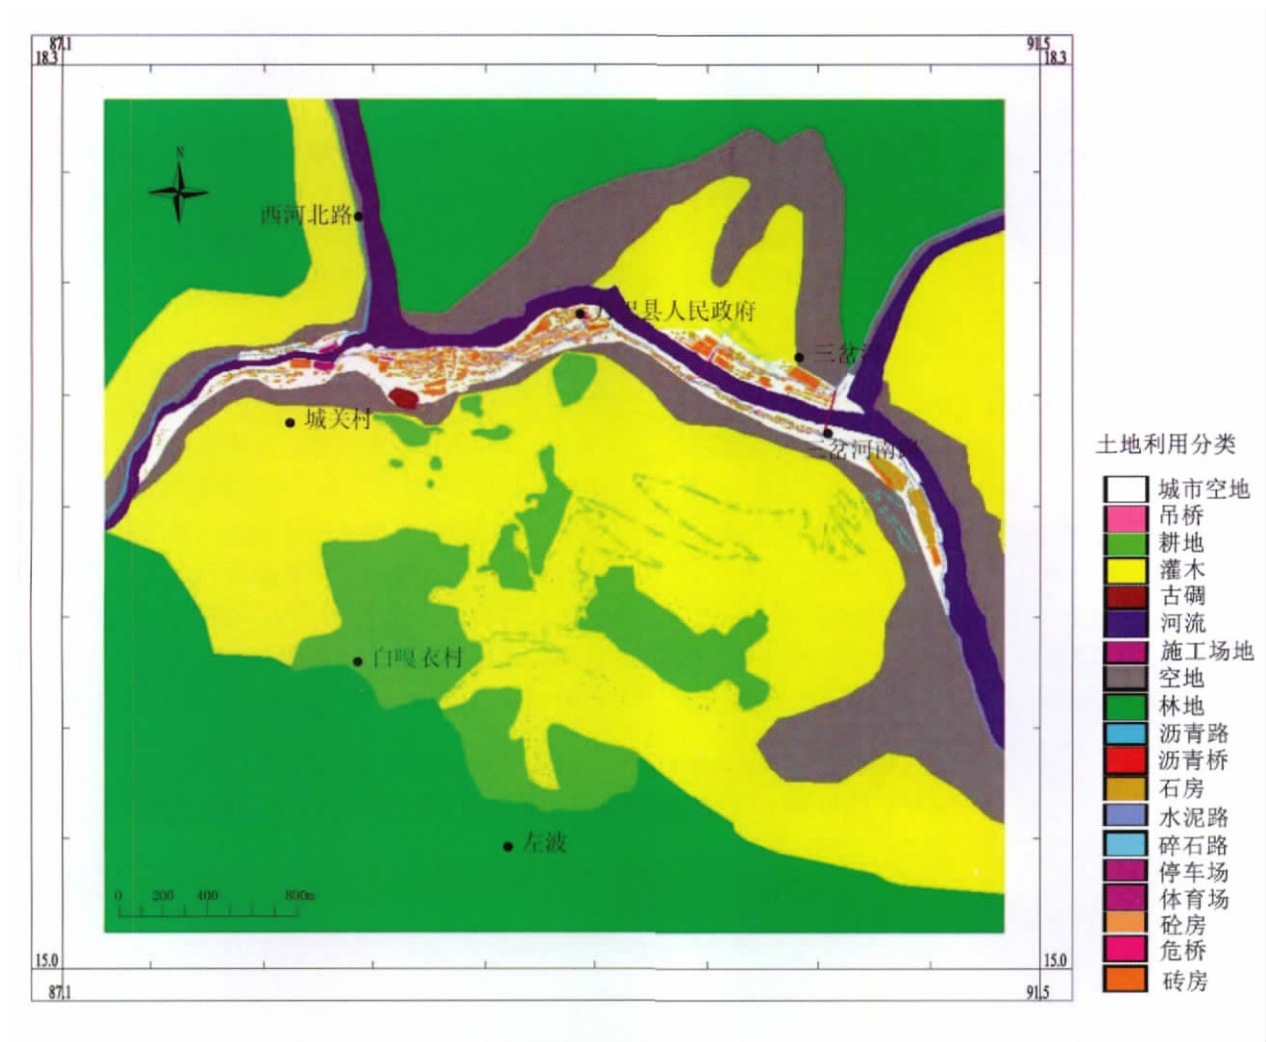 87.1
91.5
18.3
18.3
N
西河北路
县人民政府
三岔
城关村
三岔河南
土地利用分类
城市空地
吊桥
耕地
灌木
古碉
河流
施工场地
空地
林地
沥青路
沥青桥
石房
水泥路
碎石路
停车场
体育场
砼房
危桥
砖房
白嘎衣村
左波
0 200 400 800m
15.0
15.0
87.1
91.5